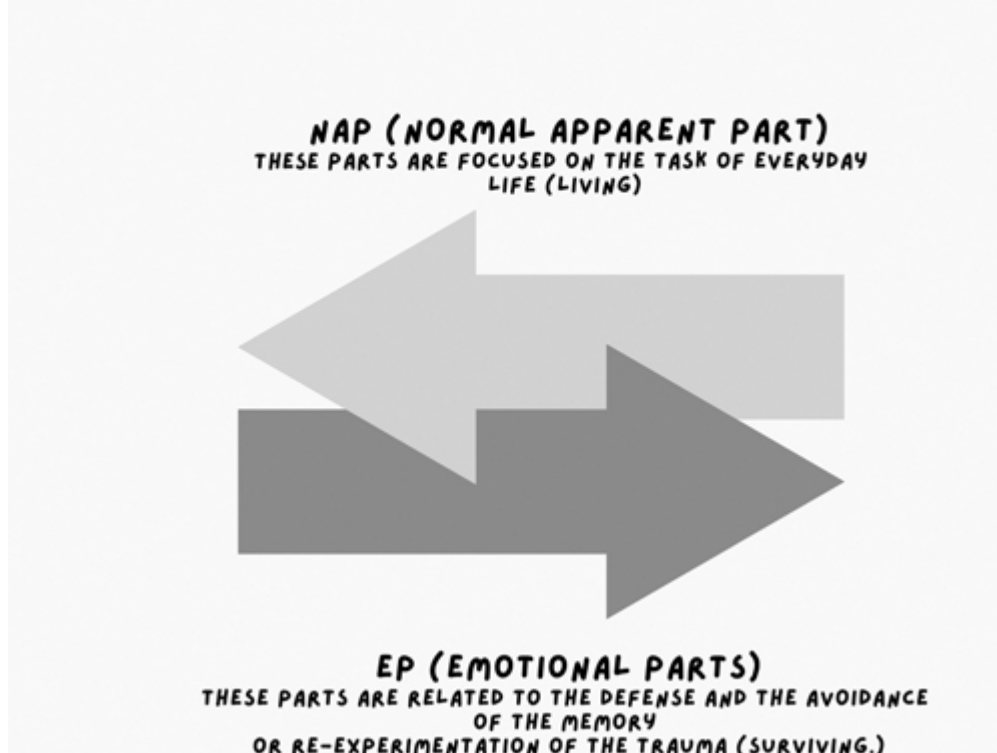 NAP (NORMAL APPARENT PART)
THESE PARTS ARE FOCUSED ON THE TASK OF EVERYDAY
LIFE (LIVING)
EP (EMOTIONAL PARTS)
THESE PARTS ARE RELATED TO THE DEFENSE AND THE AVOIDANCE
OF THE MEMORY
OR RE-EXPERIMENTATION OF THE TRAUMA (SURVIVING.)